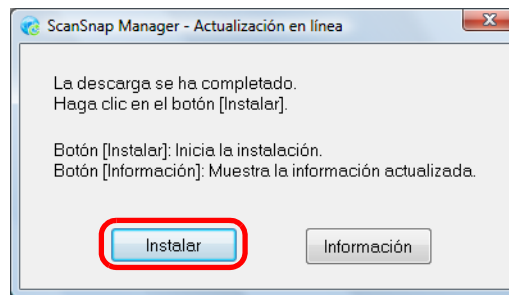 ScanSnap Manager - Actualización en línea
La descarga se ha completado.
Haga clic en el botón [Instalar].
Botón [Instalar]: Inicia la instalación.
Botón [Información]: Muestra la información actualizada.
Instalar
Información